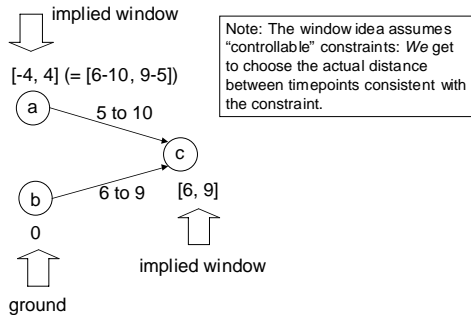 implied window
[-4, 4] (= [6-10, 9-5])
a
5 to 10
c
b
6 to 9
[6, 9]
0
implied window
ground
Note: The window idea assumes
“controllable” constraints: We get
to choose the actual distance
between timepoints consistent with
the constraint.